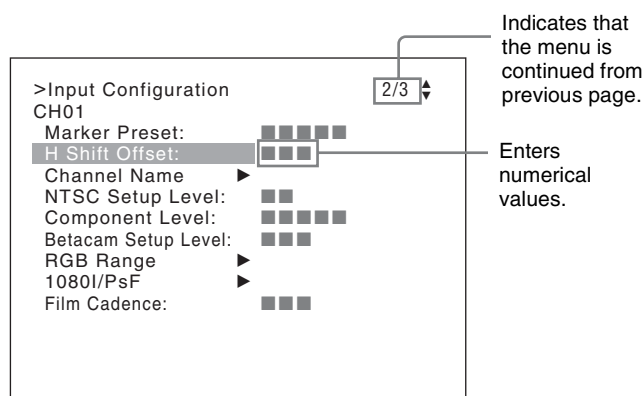 Indicates that
the menu is
continued from
previous page.
>Input Configuration 2/3
CH01
Marker Preset: ■■■■■
H Shift Offset: ■■■
Channel Name ▶
NTSC Setup Level: ■■
Component Level: ■■■■■
Betacam Setup Level: ■■■
RGB Range ▶
1080I/PsF ▶
Film Cadence: ■■■
Enters
numerical
values.